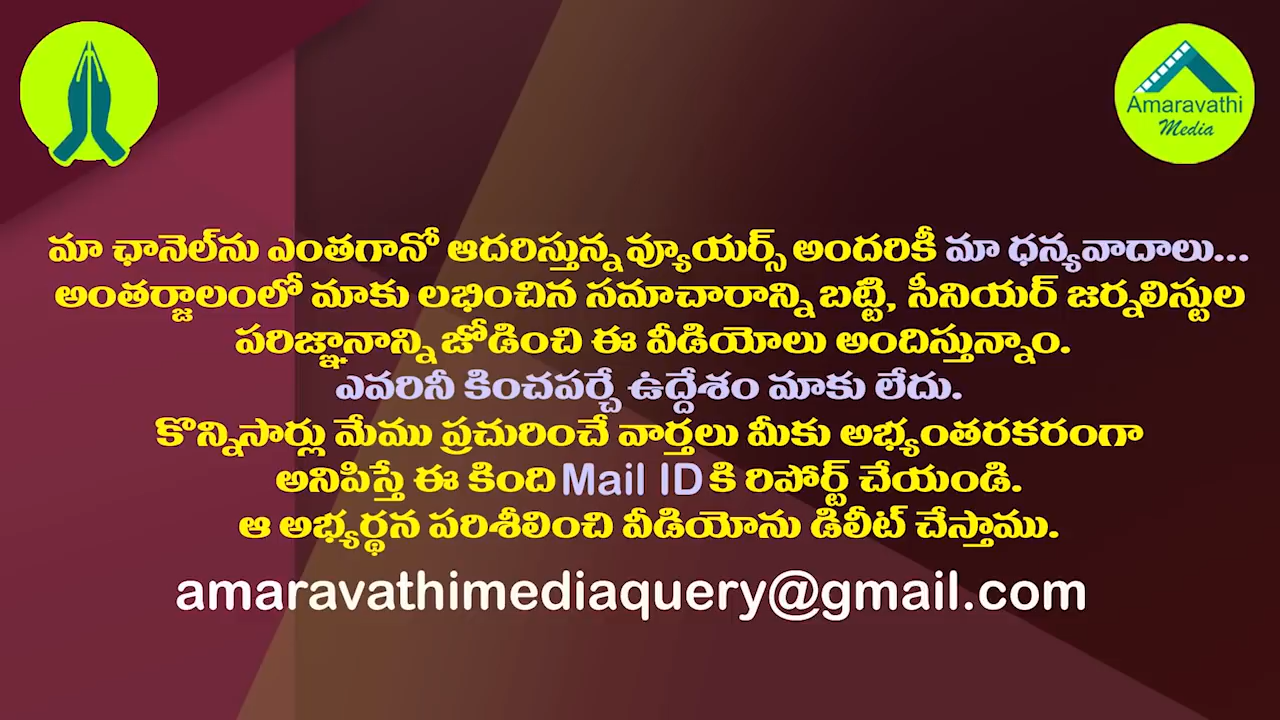 Amaravathi
Media
మా ఛానెల్‌ను ఎంతగానో ఆదరిస్తున్న వ్యూయర్స్ అందరికీ మా ధన్యవాదాలు...
అంతర్జాలంలో మాకు లభించిన సమాచారాన్ని బట్టి, సీనియర్ జర్నలిస్టుల
పరిజ్ఞానాన్ని జోడించి ఈ వీడియోలు అందిస్తున్నాం.
ఎవరినీ కించపర్చే ఉద్దేశం మాకు లేదు.
కొన్నిసార్లు మేము ప్రచురించే వార్తలు మీకు అభ్యంతరకరంగా
అనిపిస్తే ఈ కింది Mail ID కి రిపోర్ట్ చేయండి.
ఆ అభ్యర్థన పరిశీలించి వీడియోను డిలీట్ చేస్తాము.
amaravathimediaquery@gmail.com